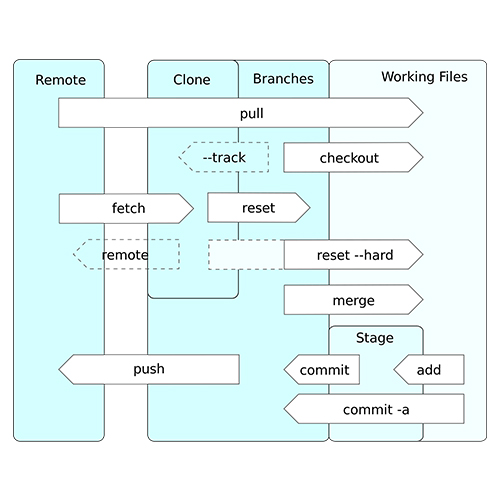 Remote
Clone
Branches
Working Files
pull
--track
checkout
fetch
reset
remote
reset --hard
merge
Stage
push
commit
add
commit -a